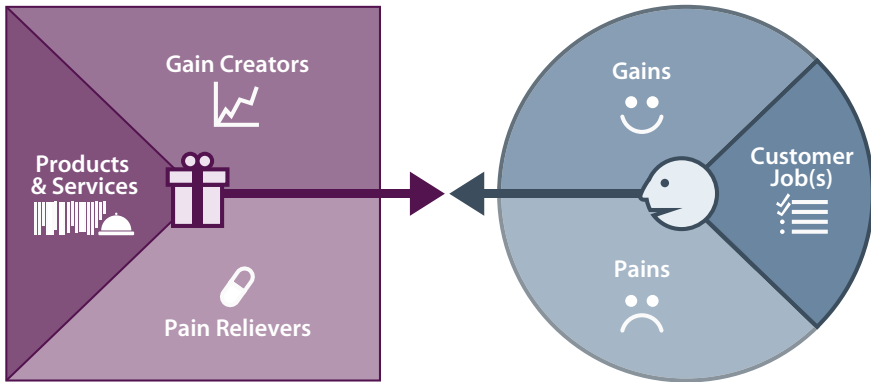 Gain Creators
Products
& Services
Pain Relievers
Gains
Customer
Job(s)
Pains